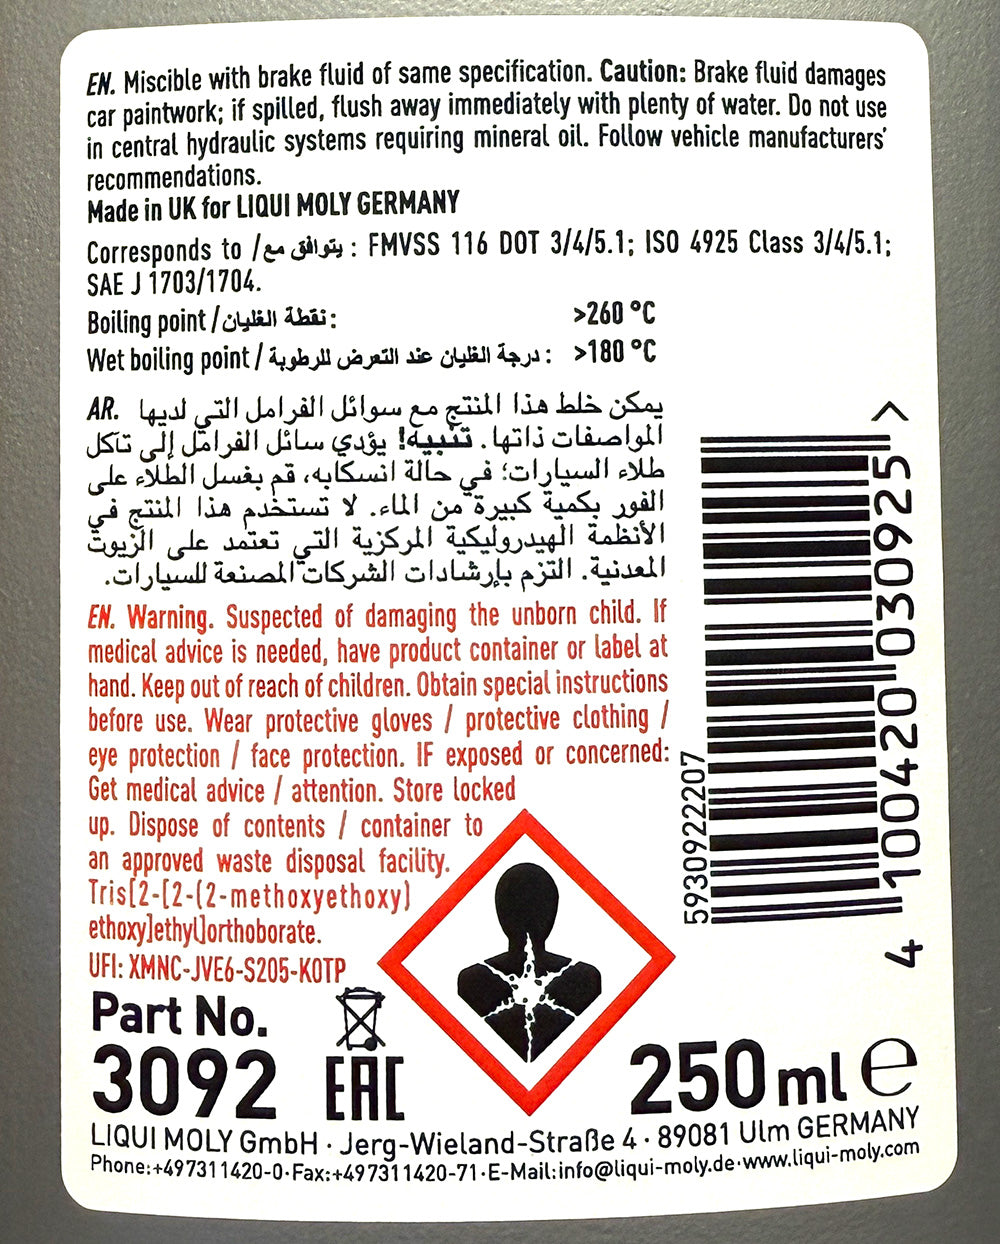 EN. Miscible with brake fluid of same specification. Caution: Brake fluid damages
car paintwork; if spilled, flush away immediately with plenty of water. Do not use
in central hydraulic systems requiring mineral oil. Follow vehicle manufacturers'
recommendations.
Made in UK for LIQUI MOLY GERMANY
Corresponds to / يتوافق مع : FMVSS 116 DOT 3/4/5.1; ISO 4925 Class 3/4/5.1;
SAE J 1703/1704.
Boiling point / نقطة الغليان: >260 °C
Wet boiling point / درجة الغليان عند التعرض للرطوبة: >180 °C
AR. يمكن خلط هذا المنتج مع سوائل الفرامل التي لديها
المواصفات ذاتها. تنبيه! يؤدي سائل الفرامل إلى تآكل
طلاء السيارات؛ في حالة انسكابه، قم بغسل الطلاء على
الفور بكمية كبيرة من الماء. لا تستخدم هذا المنتج في
الأنظمة الهيدروليكية المركزية التي تعتمد على الزيوت
المعدنية. التزم بإرشادات الشركات المصنعة للسيارات.
EN. Warning. Suspected of damaging the unborn child. If
medical advice is needed, have product container or label at
hand. Keep out of reach of children. Obtain special instructions
before use. Wear protective gloves / protective clothing /
eye protection / face protection. IF exposed or concerned:
Get medical advice / attention. Store locked
up. Dispose of contents / container to
an approved waste disposal facility.
Tris[2-[2-(2-methoxyethoxy)
ethoxy]ethyl]orthoborate.
UFI: XMNC-JVE6-S205-K0TP
Part No.
3092
EAC
5930922207
4 100420 030925 >
250 ml e
LIQUI MOLY GmbH · Jerg-Wieland-Straße 4 · 89081 Ulm GERMANY
Phone:+497311420-0·Fax:+497311420-71·E-Mail:info@liqui-moly.de·www.liqui-moly.com